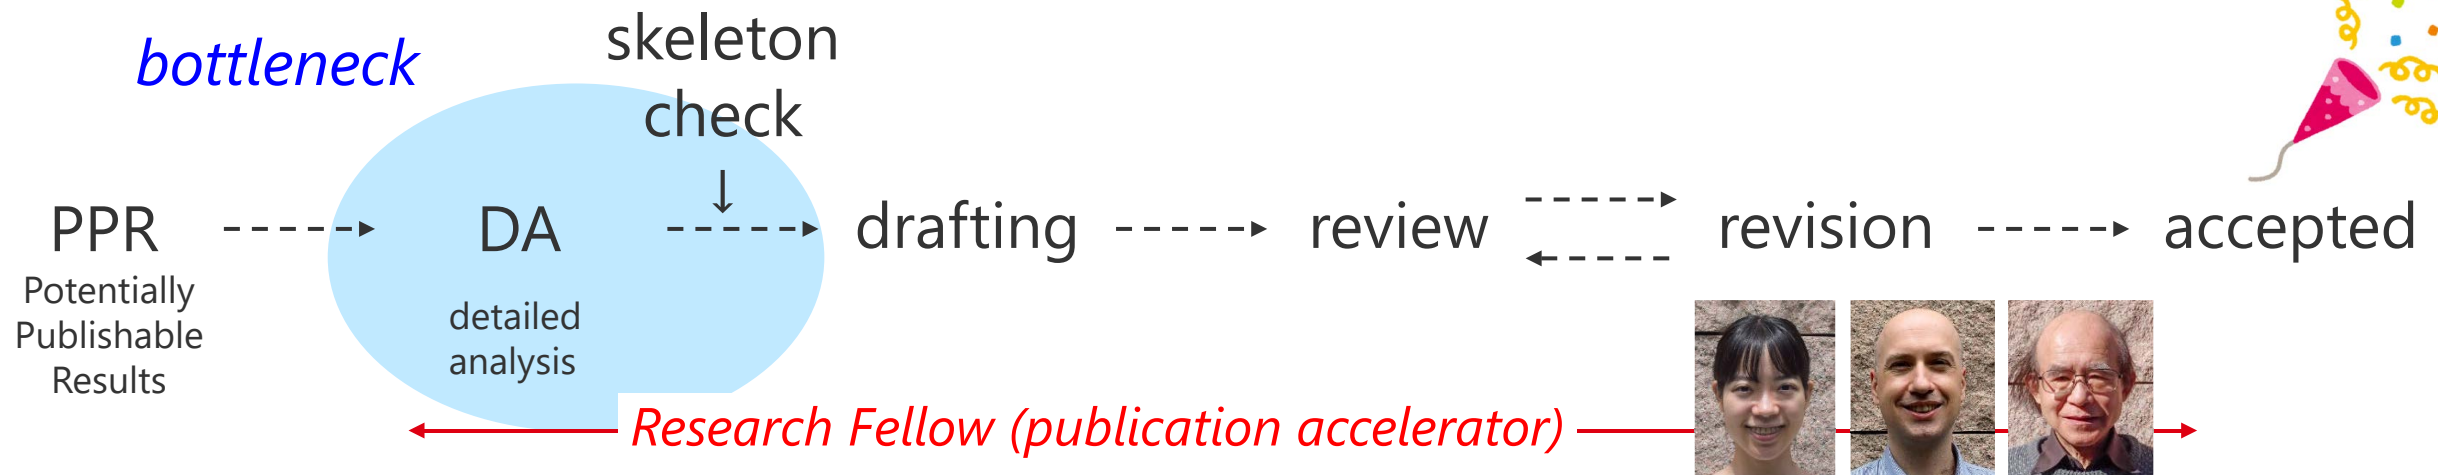 bottleneck
skeleton
check
↓
PPR
Potentially
Publishable
Results
DA
detailed
analysis
drafting
review
revision
accepted
Research Fellow (publication accelerator)